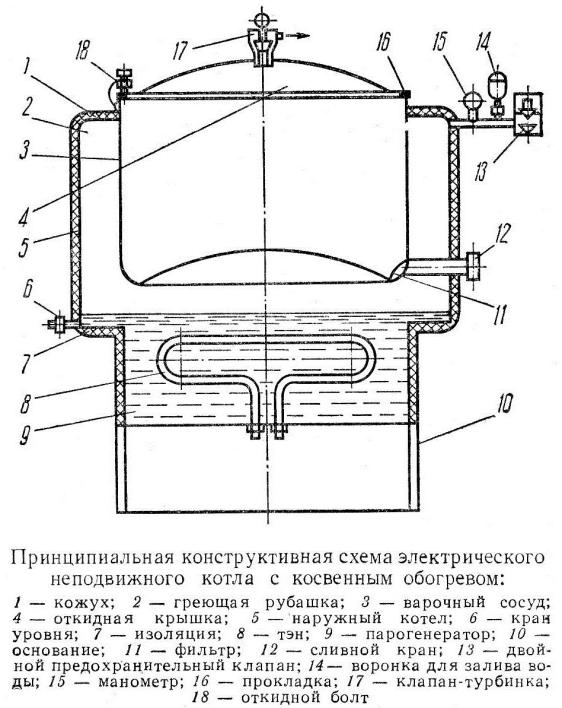 17
18
16
15
14
1
2
3
4
13
5
12
6
11
7
8
10
9
Принципиальная конструктивная схема электрического
неподвижного котла с косвенным обогревом:
1 — кожух; 2 — греющая рубашка; 3 — варочный сосуд;
4 — откидная крышка; 5 — наружный котел; 6 — кран
уровня; 7 — изоляция; 8 — тэн; 9 — парогенератор; 10 —
основание; 11 — фильтр; 12 — сливной кран; 13 — двой-
ной предохранительный клапан; 14 — воронка для залива во-
ды; 15 — манометр; 16 — прокладка; 17 — клапан-турбинка;
18 — откидной болт